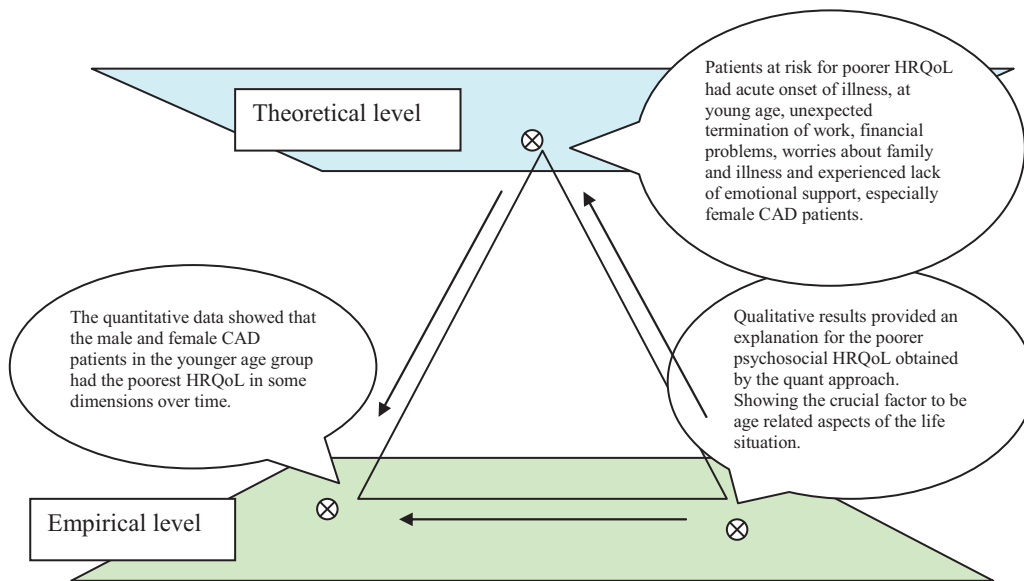 Theoretical level
Patients at risk for poorer HRQoL
had acute onset of illness, at
young age, unexpected
termination of work, financial
problems, worries about family
and illness and experienced lack
of emotional support, especially
female CAD patients.
The quantitative data showed that
the male and female CAD
patients in the younger age group
had the poorest HRQoL in some
dimensions over time.
Qualitative results provided an
explanation for the poorer
psychosocial HRQoL obtained
by the quant approach.
Showing the crucial factor to be
age related aspects of the life
situation.
Empirical level